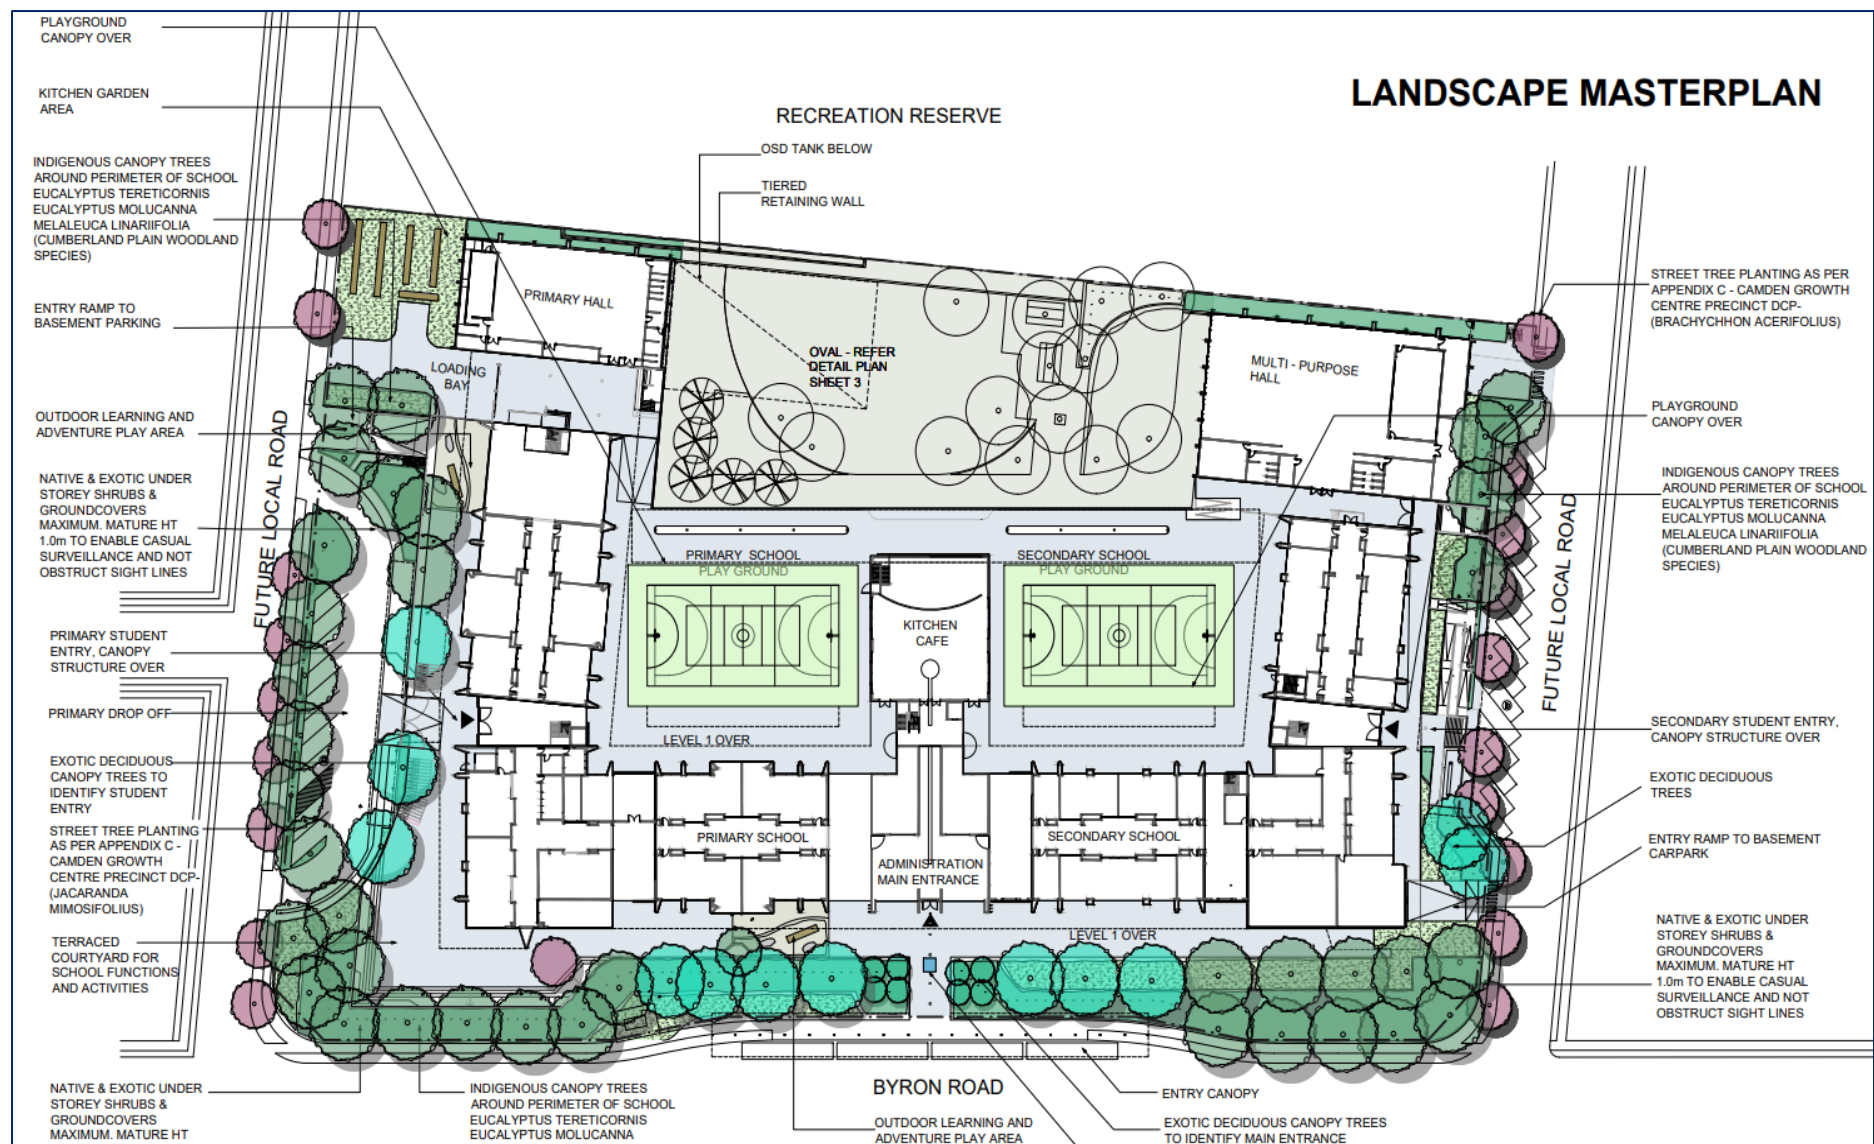 LANDSCAPE MASTERPLAN
PLAYGROUND
CANOPY OVER
KITCHEN GARDEN
AREA
INDIGENOUS CANOPY TREES
AROUND PERIMETER OF SCHOOL
EUCALYPTUS TERETICORNIS
EUCALYPTUS MOLUCANNA
MELALEUCA LINARIIFOLIA
(CUMBERLAND PLAIN WOODLAND
SPECIES)
ENTRY RAMP TO
BASEMENT PARKING
OUTDOOR LEARNING AND
ADVENTURE PLAY AREA
NATIVE & EXOTIC UNDER
STOREY SHRUBS &
GROUNDCOVERS
MAXIMUM. MATURE HT
1.0m TO ENABLE CASUAL
SURVEILLANCE AND NOT
OBSTRUCT SIGHT LINES
PRIMARY STUDENT
ENTRY, CANOPY
STRUCTURE OVER
PRIMARY DROP OFF
EXOTIC DECIDUOUS
CANOPY TREES TO
IDENTIFY STUDENT
ENTRY
STREET TREE PLANTING
AS PER APPENDIX C -
CAMDEN GROWTH
CENTRE PRECINCT DCP-
(JACARANDA
MIMOSIFOLIUS)
TERRACED
COURTYARD FOR
SCHOOL FUNCTIONS
AND ACTIVITIES
NATIVE & EXOTIC UNDER
STOREY SHRUBS &
GROUNDCOVERS
MAXIMUM. MATURE HT
FUTURE LOCAL ROAD
RECREATION RESERVE
OSD TANK BELOW
TIERED
RETAINING WALL
PRIMARY HALL
LOADING
BAY
OVAL - REFER
DETAIL PLAN
SHEET 3
MULTI - PURPOSE
HALL
PRIMARY SCHOOL
PLAY GROUND
SECONDARY SCHOOL
PLAY GROUND
KITCHEN
CAFE
LEVEL 1 OVER
PRIMARY SCHOOL
SECONDARY SCHOOL
ADMINISTRATION
MAIN ENTRANCE
LEVEL 1 OVER
BYRON ROAD
INDIGENOUS CANOPY TREES
AROUND PERIMETER OF SCHOOL
EUCALYPTUS TERETICORNIS
EUCALYPTUS MOLUCANNA
OUTDOOR LEARNING AND
ADVENTURE PLAY AREA
ENTRY CANOPY
EXOTIC DECIDUOUS CANOPY TREES
TO IDENTIFY MAIN ENTRANCE
FUTURE LOCAL ROAD
STREET TREE PLANTING AS PER
APPENDIX C - CAMDEN GROWTH
CENTRE PRECINCT DCP-
(BRACHYCHHON ACERIFOLIUS)
PLAYGROUND
CANOPY OVER
INDIGENOUS CANOPY TREES
AROUND PERIMETER OF SCHOOL
EUCALYPTUS TERETICORNIS
EUCALYPTUS MOLUCANNA
MELALEUCA LINARIIFOLIA
(CUMBERLAND PLAIN WOODLAND
SPECIES)
SECONDARY STUDENT ENTRY,
CANOPY STRUCTURE OVER
EXOTIC DECIDUOUS
TREES
ENTRY RAMP TO BASEMENT
CARPARK
NATIVE & EXOTIC UNDER
STOREY SHRUBS &
GROUNDCOVERS
MAXIMUM. MATURE HT
1.0m TO ENABLE CASUAL
SURVEILLANCE AND NOT
OBSTRUCT SIGHT LINES